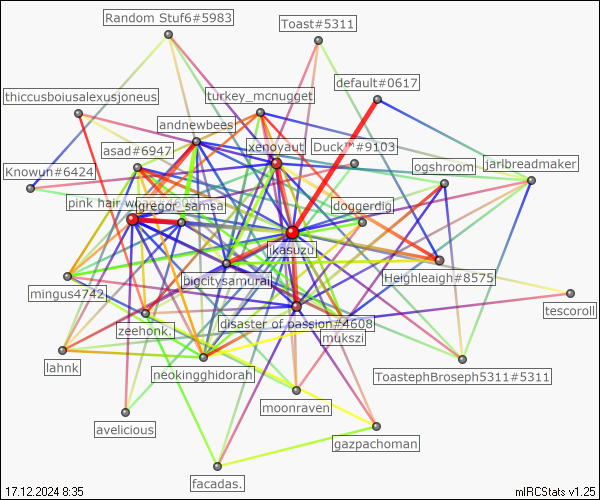 Random Stuf6#5983
Toast#5311
default#0617
thiccusboiusalexusjoneus
turkey_mcnugget
andnewbees
xenoyaut
Duck™#9103
asad#6947
ogshroom
jarlbreadmaker
Knowun#6424
pink hair
gregor_samsa
doggerdig
ikasuzu
bigcitysamurai
Heighleaigh#8575
mingus4742
tescoroll
disaster of passion#4608
zeehonk.
mukszi
lahnk
neokingghidorah
ToastephBroseph5311#5311
moonraven
avelicious
gazpachoman
facadas.
17.12.2024 8:35
mIRCStats v1.25